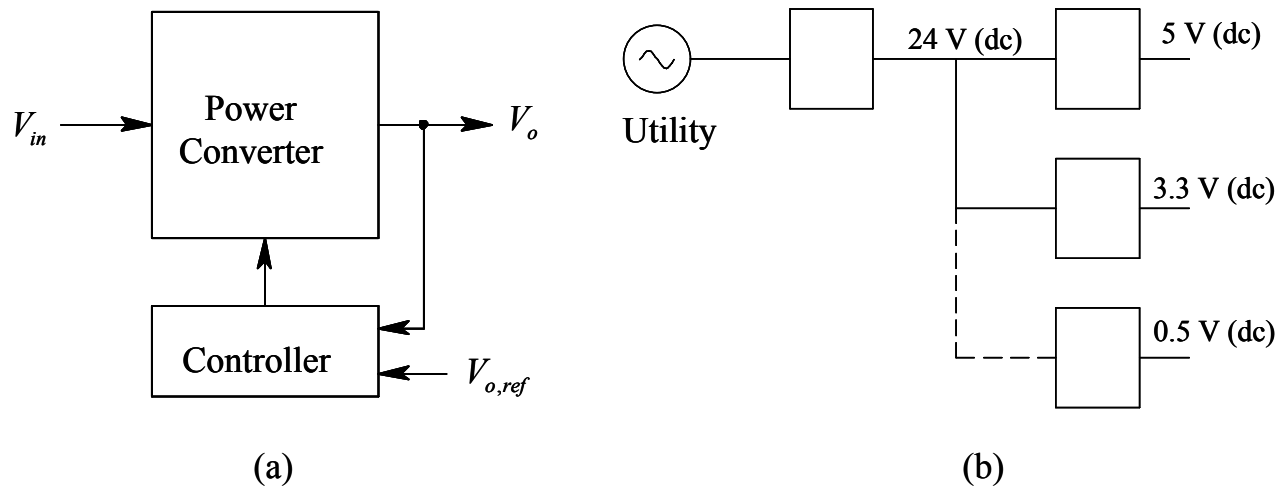 Power
Converter
V_in
V_o
Controller
V_o,ref
(a)
24 V (dc)
5 V (dc)
Utility
3.3 V (dc)
0.5 V (dc)
(b)